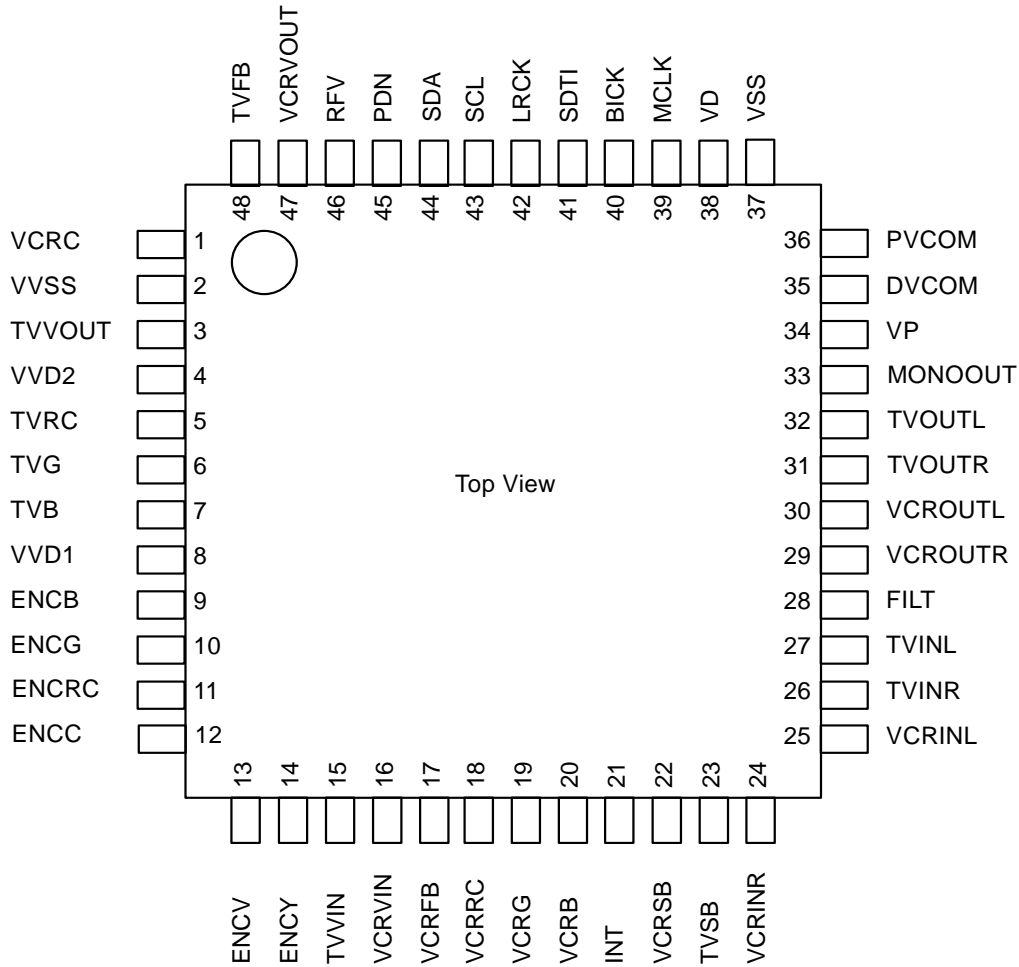 TVFB
VCRVOUT
RFV
PDN
SDA
SCL
LRCK
SDTI
BICK
MCLK
VD
VSS
48
47
46
45
44
43
42
41
40
39
38
37
VCRC 1
VVSS 2
TVVOUT 3
VVD2 4
TVRC 5
TVG 6
TVB 7
VVD1 8
ENCB 9
ENCG 10
ENCRC 11
ENCC 12
Top View
36 PVCOM
35 DVCOM
34 VP
33 MONOOUT
32 TVOUTL
31 TVOUTR
30 VCROUTL
29 VCROUTR
28 FILT
27 TVINL
26 TVINR
25 VCRINL
13
14
15
16
17
18
19
20
21
22
23
24
ENCV
ENCY
TVVIN
VCRVIN
VCRFB
VCRRC
VCRG
VCRB
INT
VCRSB
TVSB
VCRINR